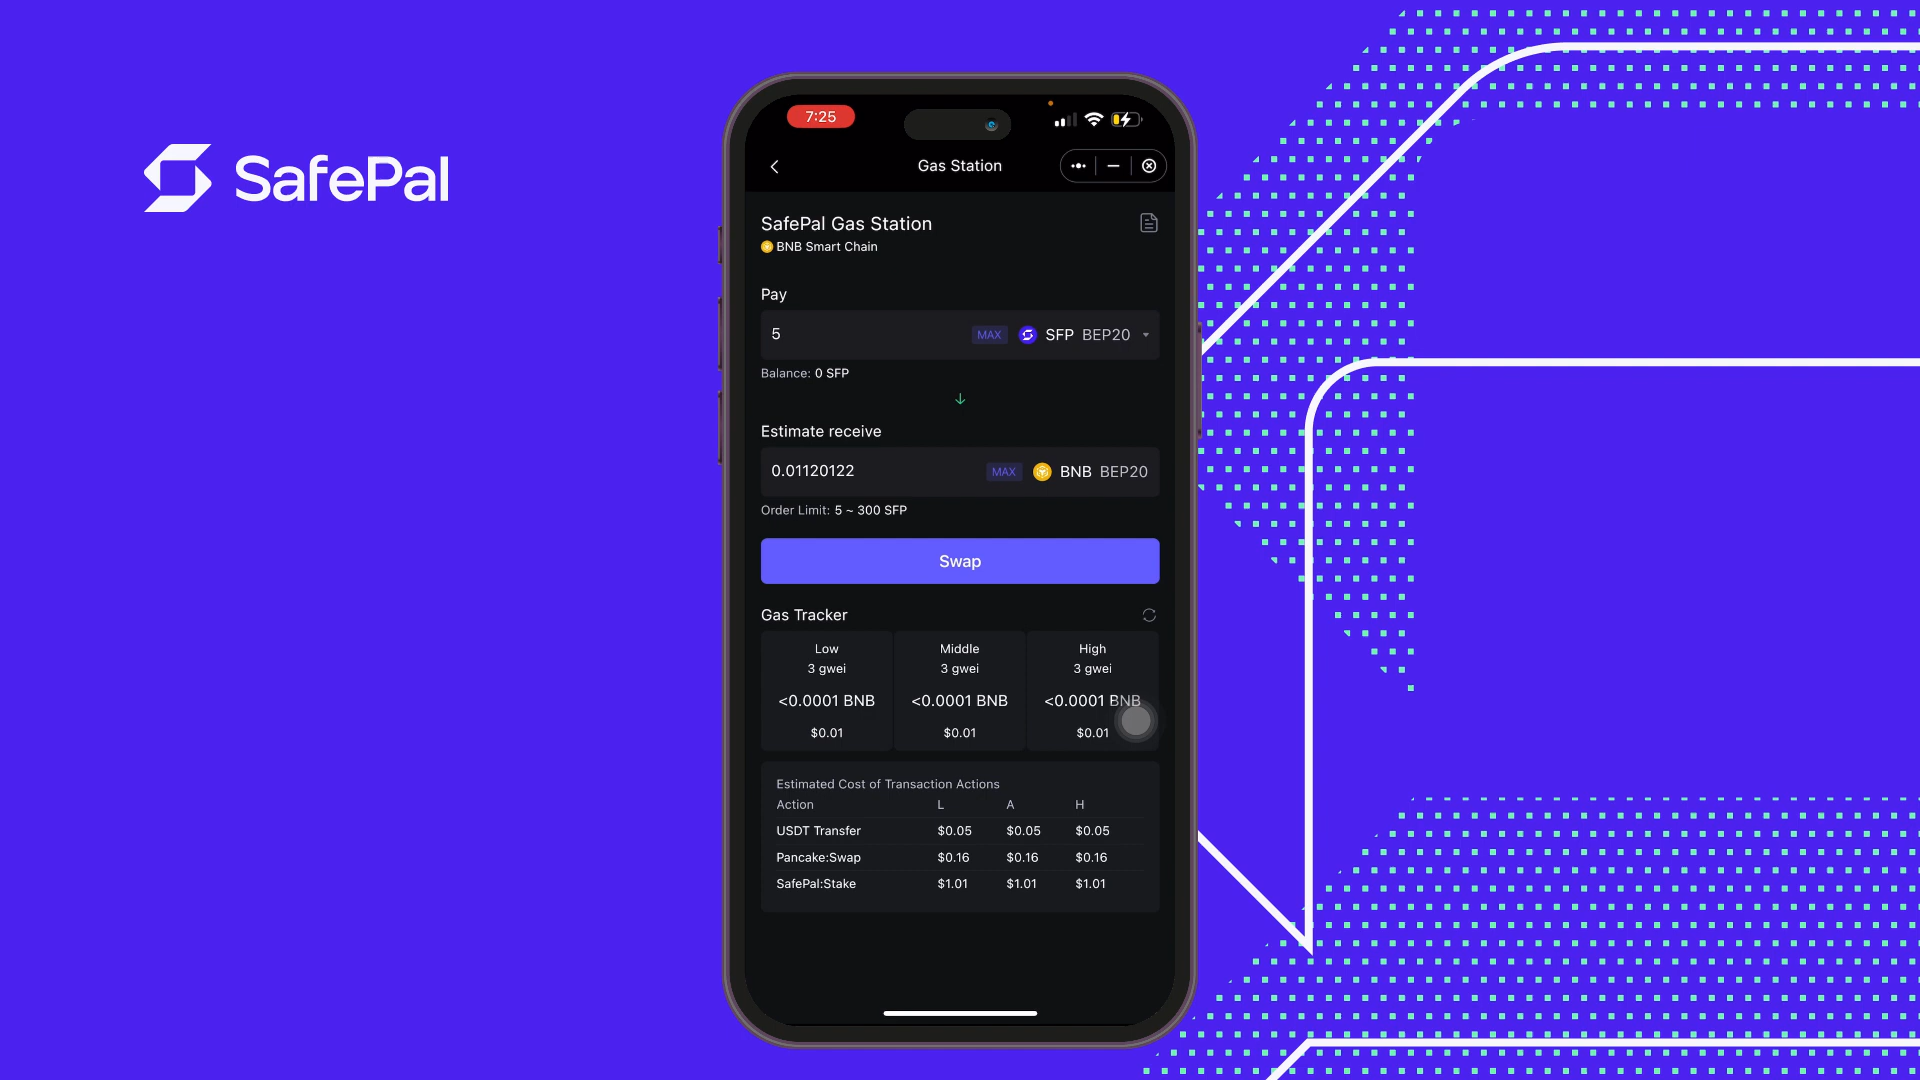 SafePal
7:25
Gas Station
SafePal Gas Station
BNB Smart Chain
Pay
5 MAX SFP BEP20
Balance: 0 SFP
Estimate receive
0.01120122 MAX BNB BEP20
Order Limit: 5 ~ 300 SFP
Swap
Gas Tracker
Low Middle High
3 gwei 3 gwei 3 gwei
<0.0001 BNB <0.0001 BNB <0.0001 BNB
$0.01 $0.01 $0.01
Estimated Cost of Transaction Actions
Action L A H
USDT Transfer $0.05 $0.05 $0.05
Pancake:Swap $0.16 $0.16 $0.16
SafePal:Stake $1.01 $1.01 $1.01